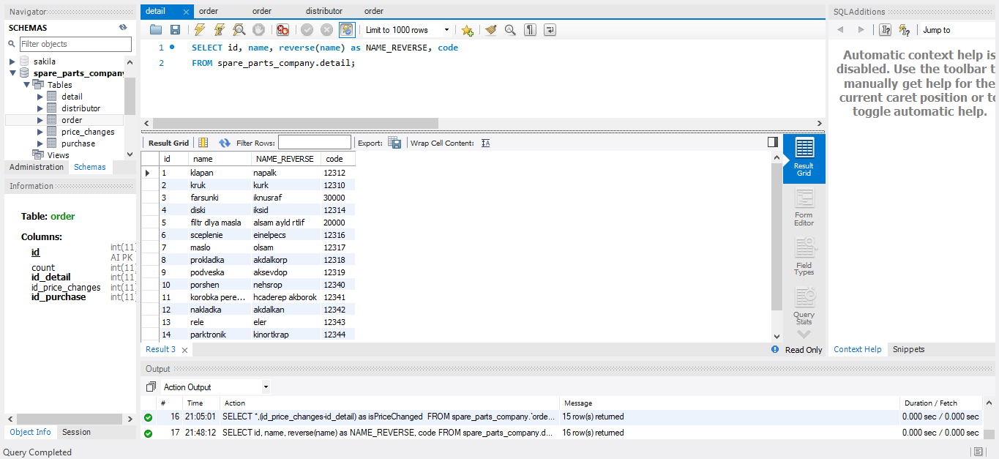 Navigator
SCHEMAS
Filter objects
sakila
spare_parts_company
Tables
detail
distributor
order
price_changes
purchase
Views
Administration Schemas
Information
Table: order
Columns:
id int(11) AI PK
count int(11)
id_detail int(11)
id_price_changes int(11)
id_purchase int(11)
Object Info Session
Query Completed
detail order order distributor order
Limit to 1000 rows
1 SELECT id, name, reverse(name) as NAME_REVERSE, code
2 FROM spare_parts_company.detail;
Result Grid Filter Rows: Export: Wrap Cell Content:
id name NAME_REVERSE code
1 klapan napalk 12312
2 kruk kurk 12310
3 farsunki iknusraf 30000
4 diski iksid 12314
5 filtr dlya masla alsam ayld rtlif 20000
6 sceplenie einelpecs 12316
7 maslo olsam 12317
8 prokladka akdalkorp 12318
9 podveska aksevdop 12319
10 porshen nehsrop 12340
11 korobka pere... hcaderep akborok 12341
12 nakladka akdalkan 12342
13 rele eler 12343
14 parktronik kinortkrap 12344
Result
Grid
Form
Editor
Field
Types
Query
Stats
Result 3
Read Only
Output
Action Output
# Time Action Message Duration / Fetch
16 21:05:01 SELECT *,(id_price_changes-id_detail) as isPriceChanged FROM spare_parts_company.`orde... 15 row(s) returned 0.000 sec / 0.000 sec
17 21:48:12 SELECT id, name, reverse(name) as NAME_REVERSE, code FROM spare_parts_company.d... 16 row(s) returned 0.000 sec / 0.000 sec
SQLAdditions
Jump to
Automatic context help is
disabled. Use the toolbar t
manually get help for the
current caret position or to
toggle automatic help.
Context Help Snippets